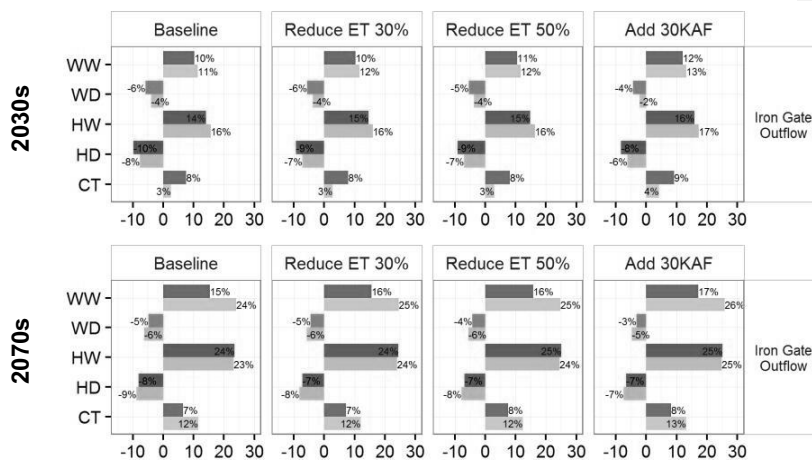 Baseline Reduce ET 30% Reduce ET 50% Add 30KAF
2030s
WW 10% 10% 11% 12%
11% 12% 12% 13%
WD -6% -6% -5% -4%
-4% -4% -4% -2%
HW 14% 15% 15% 16%
16% 16% 16% 17%
HD -10% -9% -9% -8%
-8% -7% -7% -6%
CT 8% 8% 8% 9%
3% 3% 3% 4%
Iron Gate
Outflow
-10 0 10 20 30 -10 0 10 20 30 -10 0 10 20 30 -10 0 10 20 30
Baseline Reduce ET 30% Reduce ET 50% Add 30KAF
2070s
WW 15% 16% 16% 17%
24% 25% 25% 26%
WD -5% -5% -4% -3%
-6% -6% -6% -5%
HW 24% 24% 25% 25%
23% 24% 24% 25%
HD -8% -7% -7% -7%
-9% -8% -8% -7%
CT 7% 7% 8% 8%
12% 12% 12% 13%
Iron Gate
Outflow
-10 0 10 20 30 -10 0 10 20 30 -10 0 10 20 30 -10 0 10 20 30